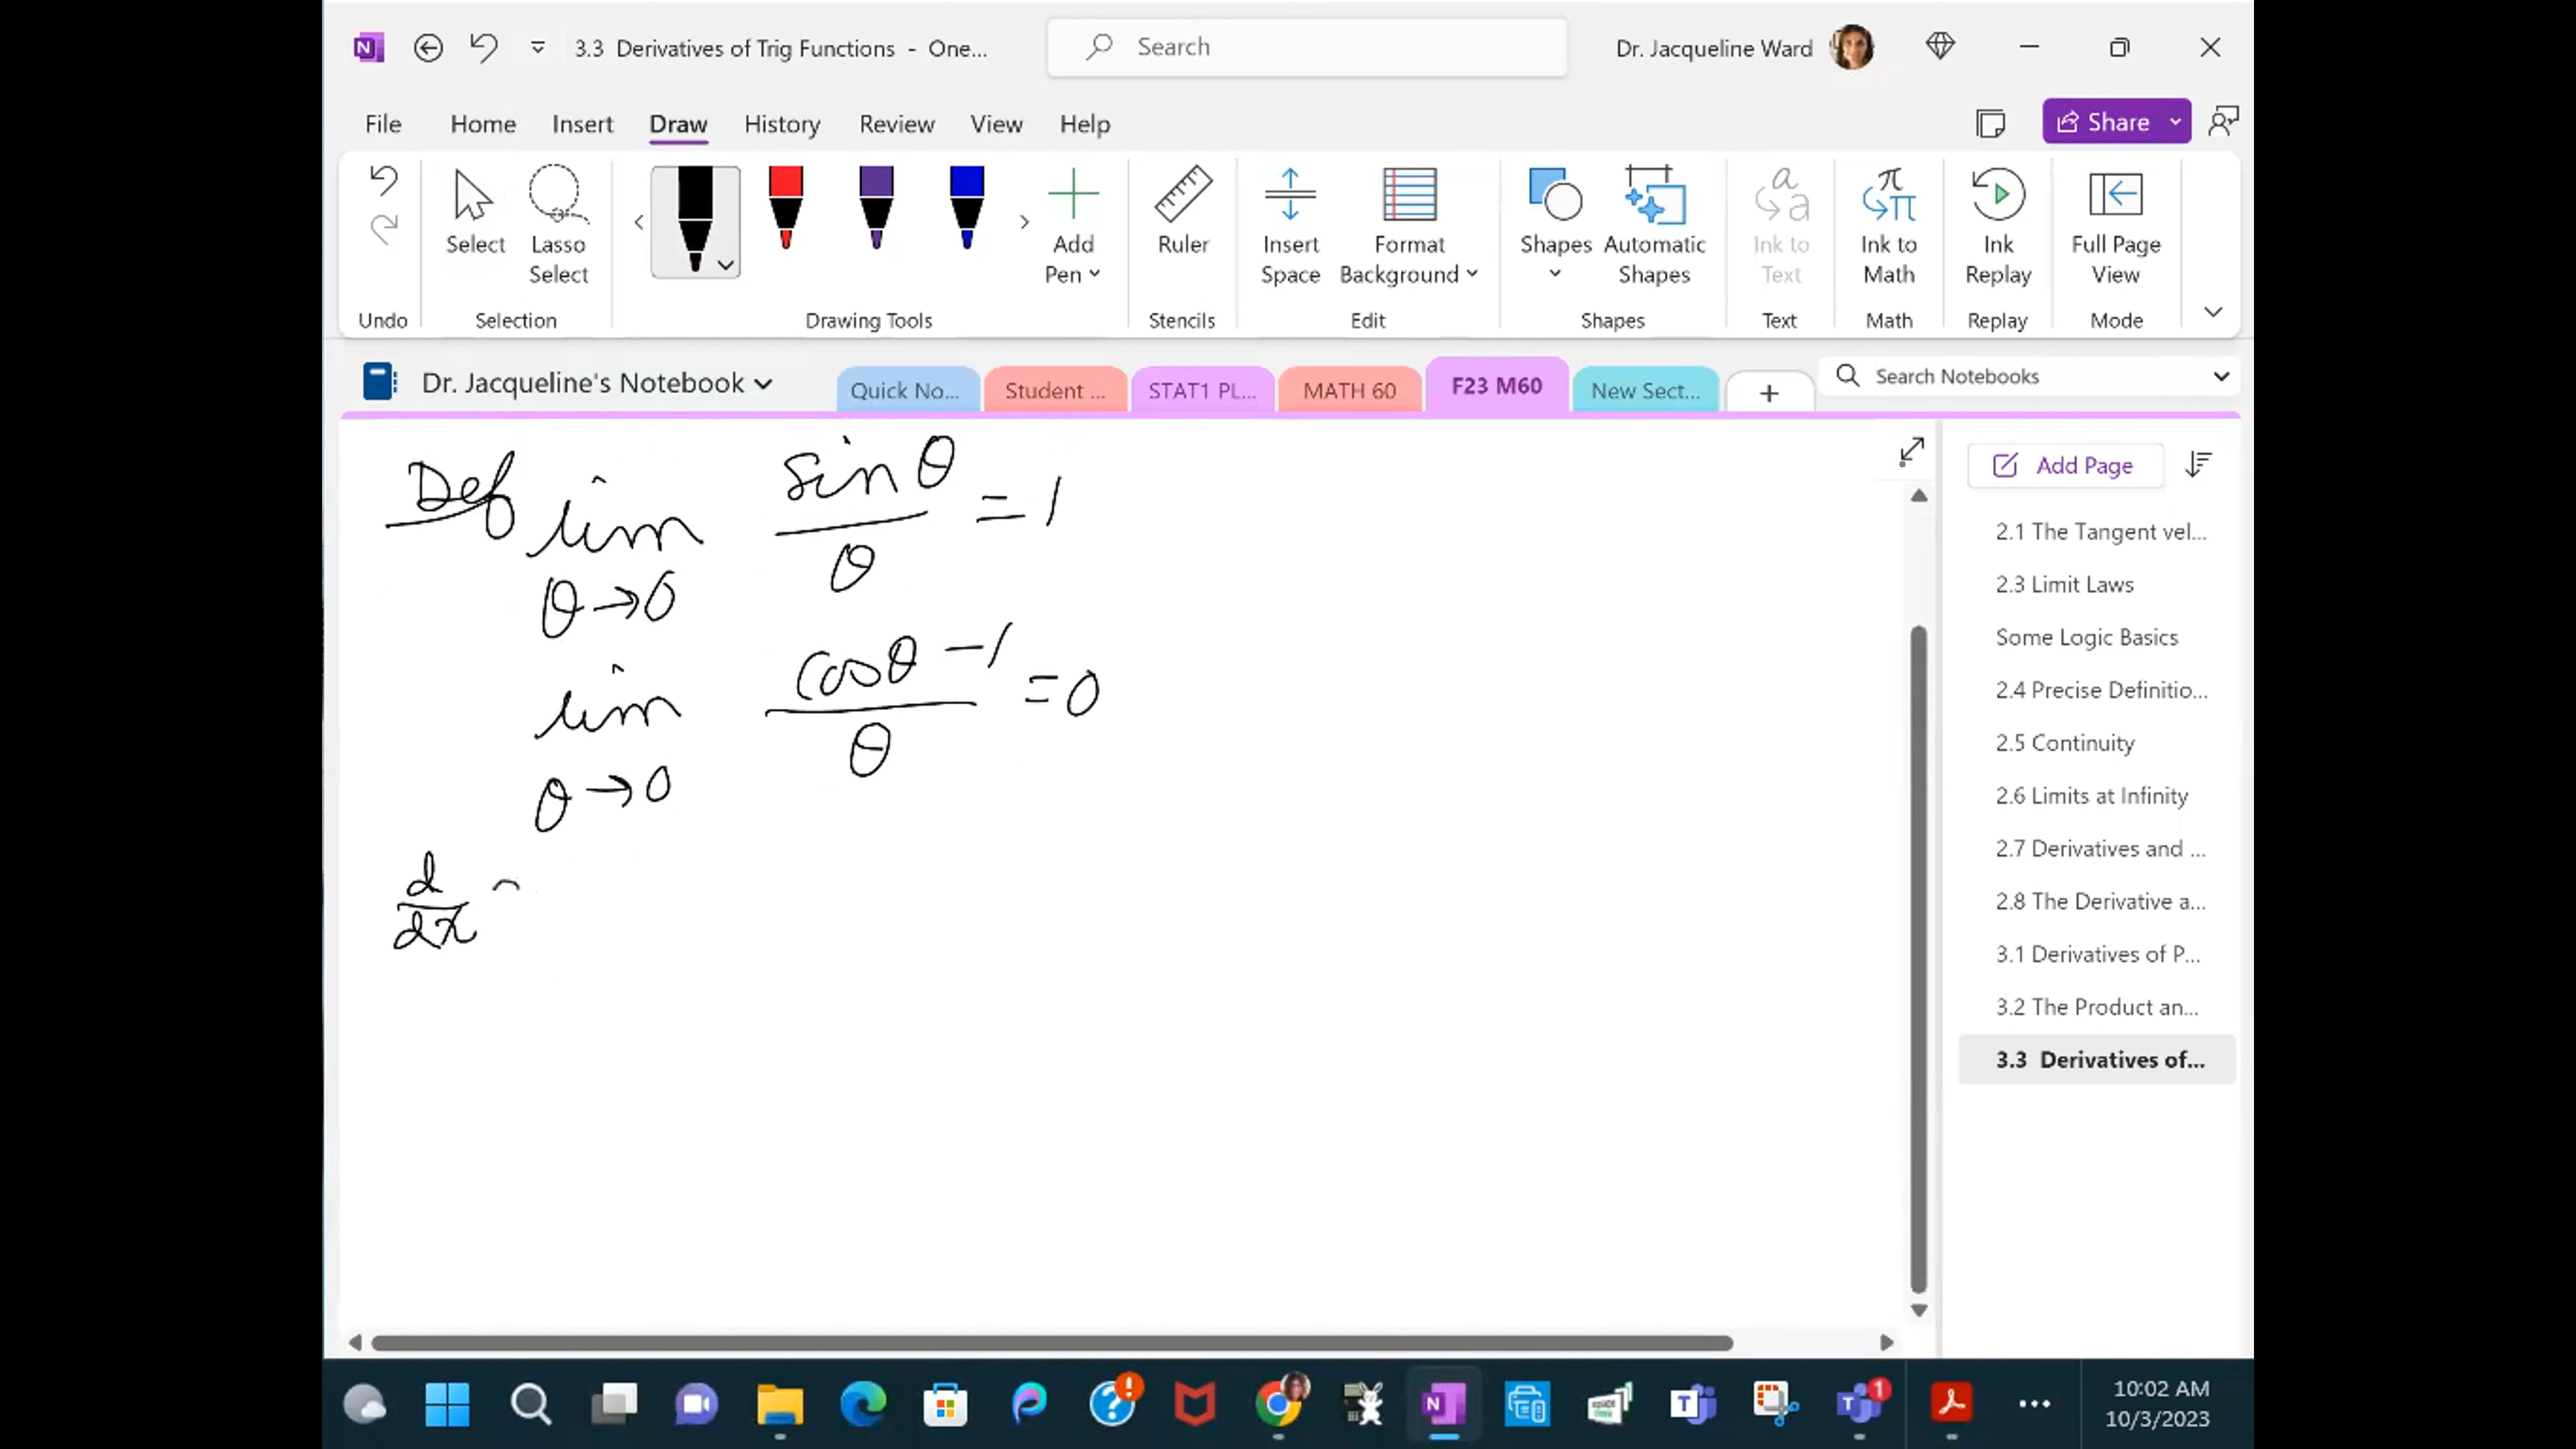 3.3 Derivatives of Trig Functions - One...
Search
Dr. Jacqueline Ward
File Home Insert Draw History Review View Help
Share
Undo
Select
Lasso Select
Selection
Add Pen
Drawing Tools
Ruler
Stencils
Insert Space
Format Background
Edit
Shapes
Automatic Shapes
Shapes
Ink to Text
Text
Ink to Math
Math
Ink Replay
Replay
Full Page View
Mode
Dr. Jacqueline's Notebook
Quick No... Student ... STAT1 PL... MATH 60 F23 M60 New Sect... +
Search Notebooks
Def lim θ→0 sin θ / θ = 1
lim θ→0 cos θ - 1 / θ = 0
d/dx
Add Page
2.1 The Tangent vel...
2.3 Limit Laws
Some Logic Basics
2.4 Precise Definitio...
2.5 Continuity
2.6 Limits at Infinity
2.7 Derivatives and ...
2.8 The Derivative a...
3.1 Derivatives of P...
3.2 The Product an...
3.3 Derivatives of...
10:02 AM
10/3/2023